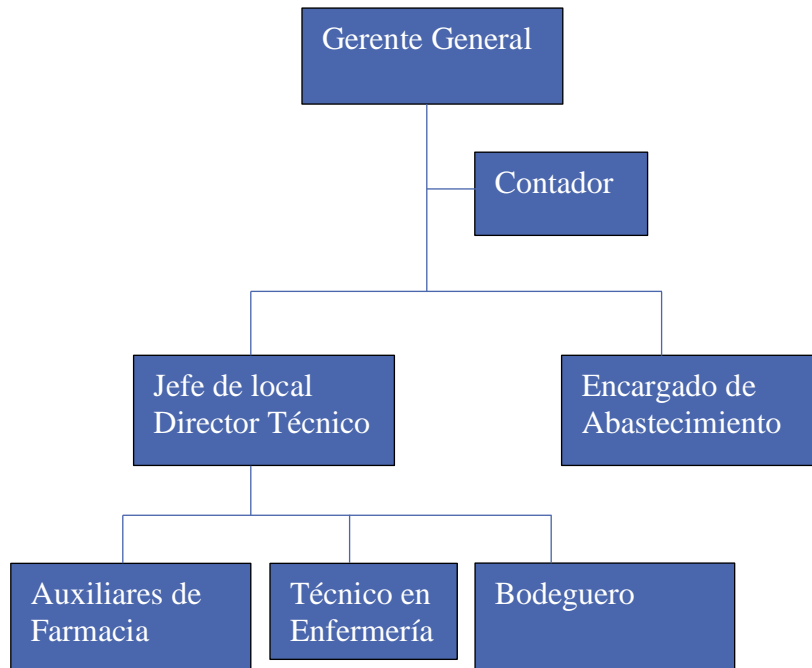 Gerente General
Contador
Jefe de local
Director Técnico
Encargado de
Abastecimiento
Auxiliares de
Farmacia
Técnico en
Enfermería
Bodeguero